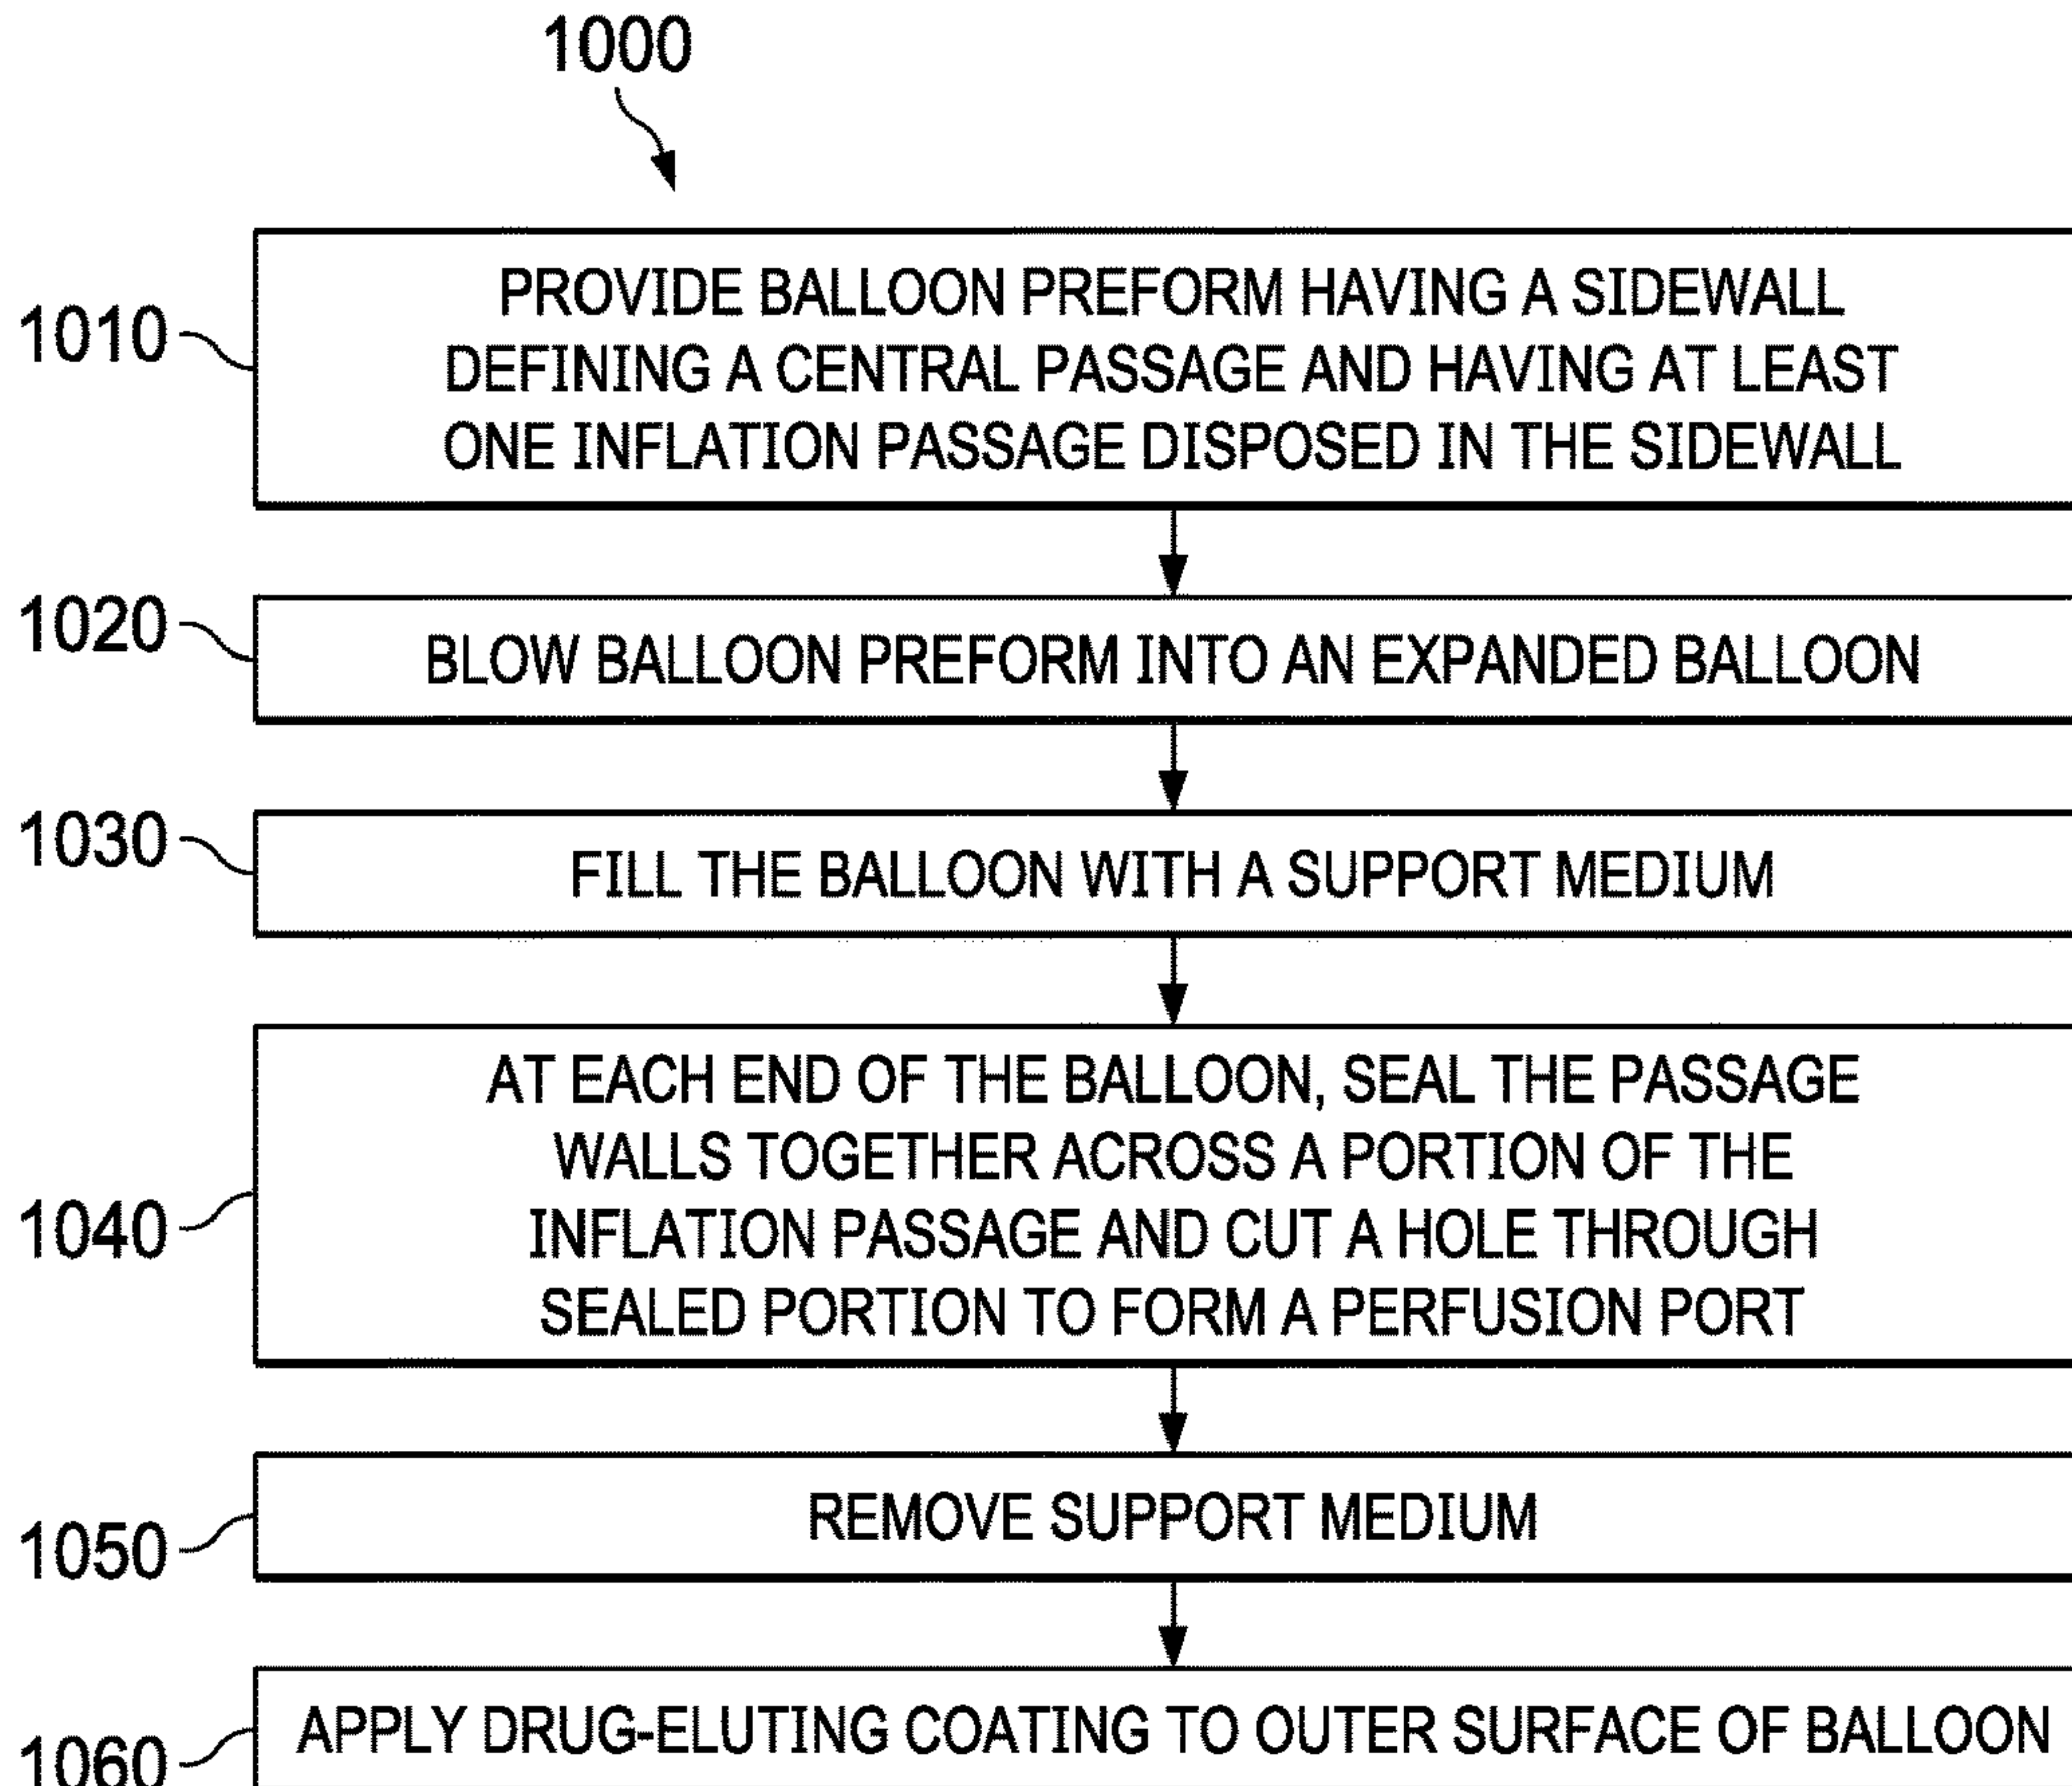 1000
1010
PROVIDE BALLOON PREFORM HAVING A SIDEWALL
DEFINING A CENTRAL PASSAGE AND HAVING AT LEAST
ONE INFLATION PASSAGE DISPOSED IN THE SIDEWALL
1020
BLOW BALLOON PREFORM INTO AN EXPANDED BALLOON
1030
FILL THE BALLOON WITH A SUPPORT MEDIUM
1040
AT EACH END OF THE BALLOON, SEAL THE PASSAGE
WALLS TOGETHER ACROSS A PORTION OF THE
INFLATION PASSAGE AND CUT A HOLE THROUGH
SEALED PORTION TO FORM A PERFUSION PORT
1050
REMOVE SUPPORT MEDIUM
1060
APPLY DRUG-ELUTING COATING TO OUTER SURFACE OF BALLOON